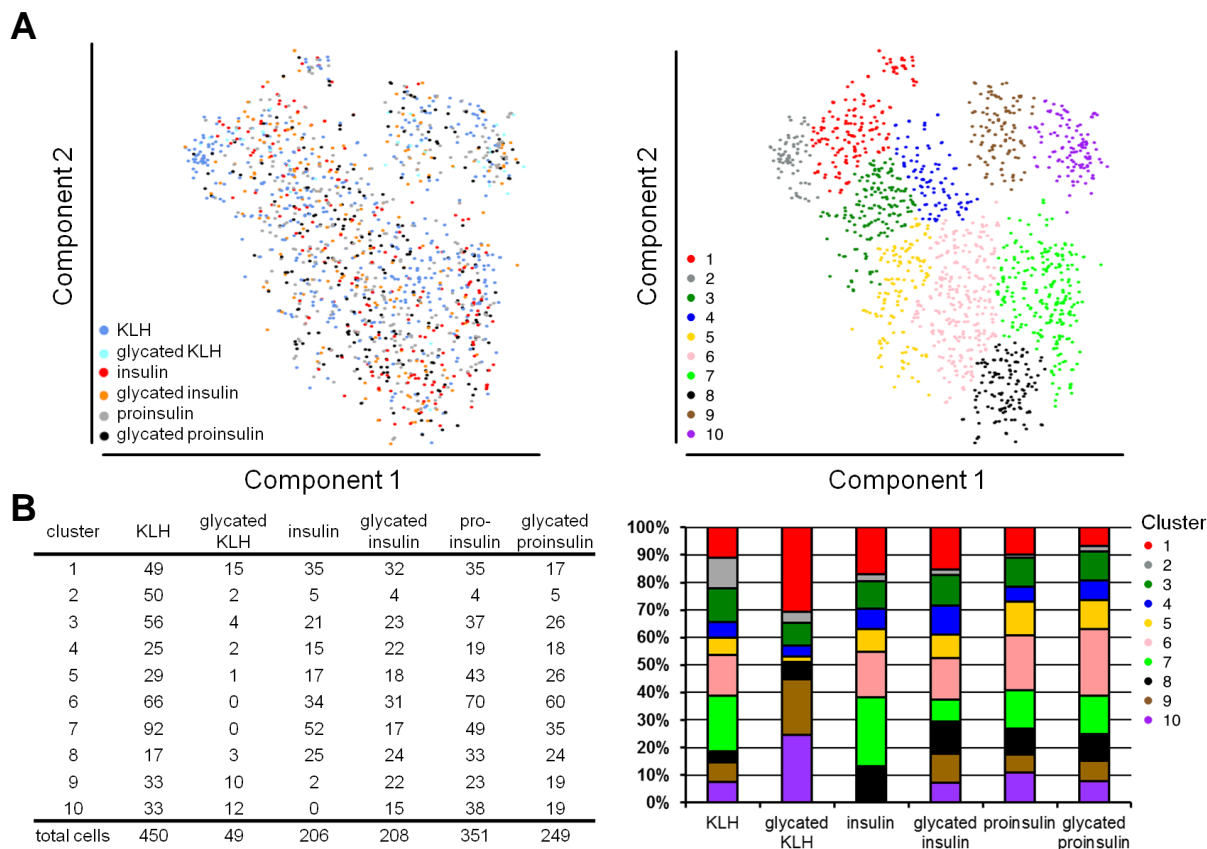 A
Component 2
KLH
glycated KLH
insulin
glycated insulin
proinsulin
glycated proinsulin
Component 1
Component 2
1
2
3
4
5
6
7
8
9
10
Component 1
B
cluster KLH glycated KLH insulin glycated insulin pro-insulin glycated proinsulin
1 49 15 35 32 35 17
2 50 2 5 4 4 5
3 56 4 21 23 37 26
4 25 2 15 22 19 18
5 29 1 17 18 43 26
6 66 0 34 31 70 60
7 92 0 52 17 49 35
8 17 3 25 24 33 24
9 33 10 2 22 23 19
10 33 12 0 15 38 19
total cells 450 49 206 208 351 249
100%
90%
80%
70%
60%
50%
40%
30%
20%
10%
0%
KLH glycated KLH insulin glycated insulin proinsulin glycated proinsulin
Cluster
1
2
3
4
5
6
7
8
9
10